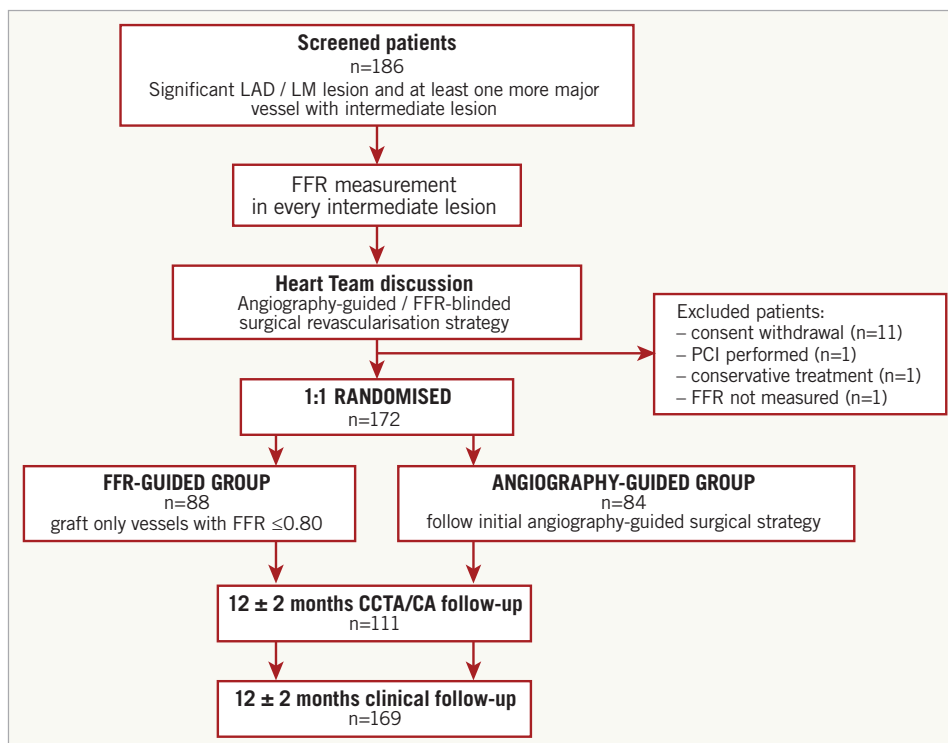 Screened patients
n=186
Significant LAD / LM lesion and at least one more major
vessel with intermediate lesion
FFR measurement
in every intermediate lesion
Heart Team discussion
Angiography-guided / FFR-blinded
surgical revascularisation strategy
Excluded patients:
– consent withdrawal (n=11)
– PCI performed (n=1)
– conservative treatment (n=1)
– FFR not measured (n=1)
1:1 RANDOMISED
n=172
FFR-GUIDED GROUP
n=88
graft only vessels with FFR ≤0.80
ANGIOGRAPHY-GUIDED GROUP
n=84
follow initial angiography-guided surgical strategy
12 ± 2 months CCTA/CA follow-up
n=111
12 ± 2 months clinical follow-up
n=169